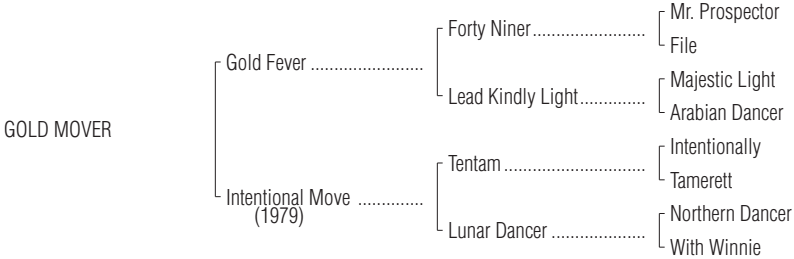 Mr. Prospector
Forty Niner........................
File
Gold Fever ........................
Majestic Light
Lead Kindly Light..............
Arabian Dancer
GOLD MOVER
Intentionally
Tentam..............................
Tamerett
Intentional Move ..............
(1979)
Northern Dancer
Lunar Dancer ....................
With Winnie